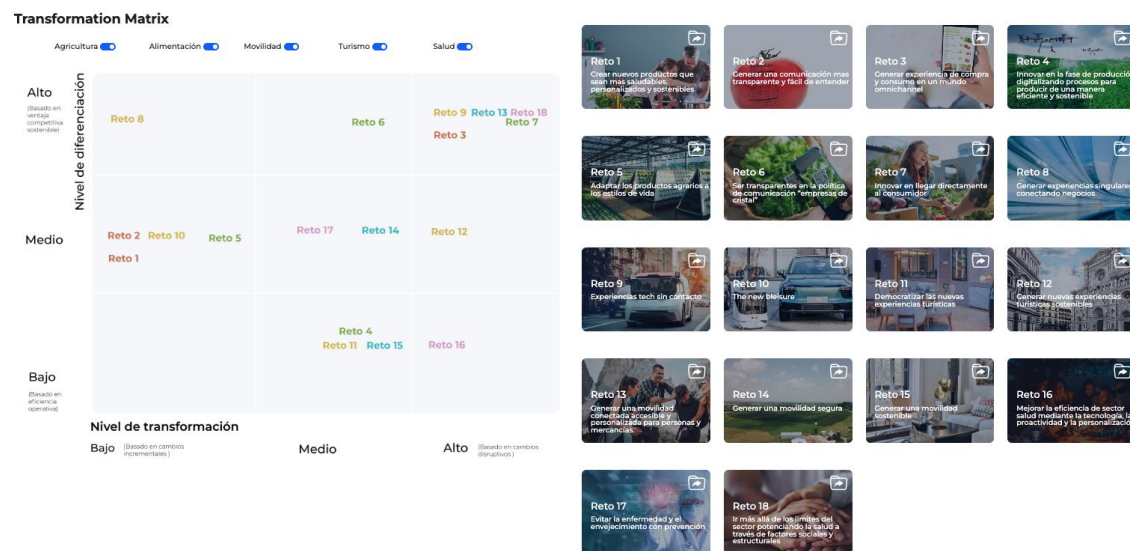 Transformation Matrix
Agricultura
Alimentación
Movilidad
Turismo
Salud
Nivel de diferenciación
Alto
(Basado en
ventaja
competitiva
sostenible)
Reto 8
Reto 6
Reto 9 Reto 13 Reto 18
Reto 7
Reto 3
Medio
Reto 2 Reto 10 Reto 5
Reto 1
Reto 17 Reto 14
Reto 12
Bajo
(Basado en
eficiencia
operativa)
Reto 4
Reto 11 Reto 15
Reto 16
Nivel de transformación
Bajo (Basado en cambios
incrementales )
Medio
Alto (Basado en cambios
disruptivos )
Reto 1
Crear nuevos productos que
sean más saludables,
personalizados y sostenibles
Reto 2
Generar una comunicación mas
transparente y fácil de entender
Reto 3
Generar experiencia de compra
y consumo en un mundo
omnichannel
Reto 4
Innovar en la fase de producció
digitalizando procesos para
producir de una manera
eficiente y sostenible
Reto 5
Adaptar los productos agrarios a
los estilos de vida
Reto 6
Ser transparentes en la política
de comunicación "empresas de
cristal"
Reto 7
Innovar en llegar directamente
al consumidor
Reto 8
Generar experiencias singulares
conectando negocios
Reto 9
Experiencias tech sin contacto
Reto 10
The new bleisure
Reto 11
Democratizar las nuevas
experiencias turísticas
Reto 12
Generar nuevas experiencias
turísticas sostenibles
Reto 13
Generar una movilidad
conectada accesible y
personalizada para personas y
mercancías
Reto 14
Generar una movilidad segura
Reto 15
Generar una movilidad
sostenible
Reto 16
Mejorar la eficiencia de sector
salud mediante la tecnología, la
proactividad y la personalizació
Reto 17
Evitar la enfermedad y el
envejecimiento con prevención
Reto 18
Ir más allá de los límites del
sector potenciando la salud a
través de factores sociales y
estructurales